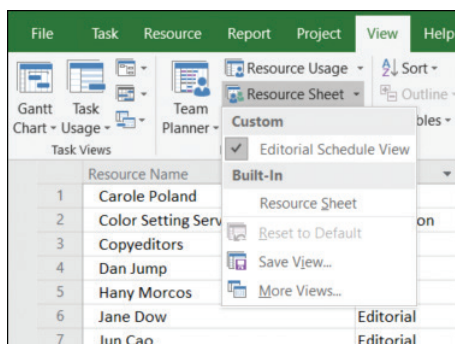 File Task Resource Report Project View Help
Resource Usage Sort
Resource Sheet Outline
Gantt Chart Task Usage Team Planner bles
Task Views
Custom
Editorial Schedule View
Built-In
Resource Sheet
Reset to Default
Save View...
More Views...
Resource Name
1 Carole Poland
2 Color Setting Serv on
3 Copyeditors
4 Dan Jump
5 Hany Morcos
6 Jane Dow Editorial
7 Jun Cao Editorial